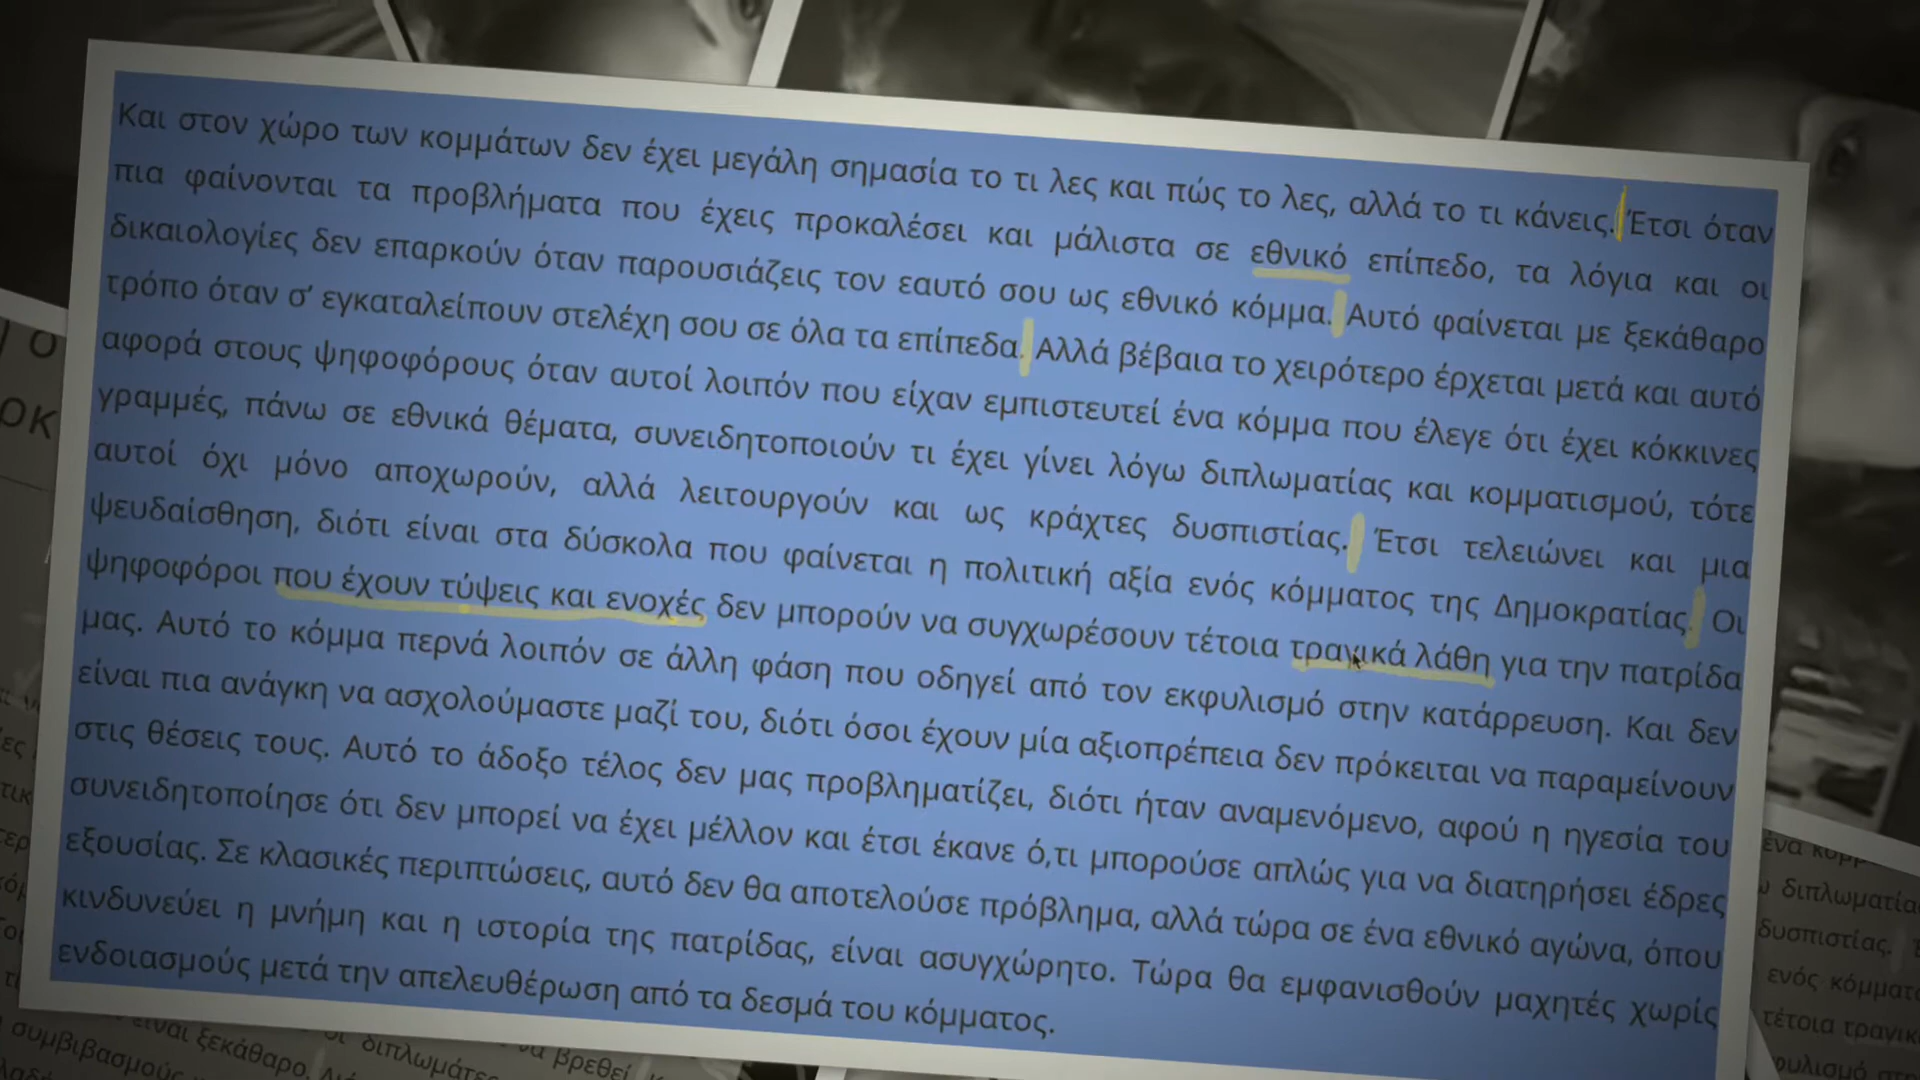 Και στον χώρο των κομμάτων δεν έχει μεγάλη σημασία το τι λες και πώς το λες, αλλά το τι κάνεις. Έτσι όταν
πια φαίνονται τα προβλήματα που έχεις προκαλέσει και μάλιστα σε εθνικό επίπεδο, τα λόγια και οι
δικαιολογίες δεν επαρκούν όταν παρουσιάζεις τον εαυτό σου ως εθνικό κόμμα. Αυτό φαίνεται με ξεκάθαρο
τρόπο όταν σ’ εγκαταλείπουν στελέχη σου σε όλα τα επίπεδα. Αλλά βέβαια το χειρότερο έρχεται μετά και αυτό
αφορά στους ψηφοφόρους όταν αυτοί λοιπόν που είχαν εμπιστευτεί ένα κόμμα που έλεγε ότι έχει κόκκινες
γραμμές, πάνω σε εθνικά θέματα, συνειδητοποιούν τι έχει γίνει λόγω διπλωματίας και κομματισμού, τότε
αυτοί όχι μόνο αποχωρούν, αλλά λειτουργούν και ως κράχτες δυσπιστίας. Έτσι τελειώνει και μια
ψευδαίσθηση, διότι είναι στα δύσκολα που φαίνεται η πολιτική αξία ενός κόμματος της Δημοκρατίας. Οι
ψηφοφόροι που έχουν τύψεις και ενοχές δεν μπορούν να συγχωρέσουν τέτοια τραγικά λάθη για την πατρίδα
μας. Αυτό το κόμμα περνά λοιπόν σε άλλη φάση που οδηγεί από τον εκφυλισμό στην κατάρρευση. Και δεν
είναι πια ανάγκη να ασχολούμαστε μαζί του, διότι όσοι έχουν μία αξιοπρέπεια δεν πρόκειται να παραμείνουν
στις θέσεις τους. Αυτό το άδοξο τέλος δεν μας προβληματίζει, διότι ήταν αναμενόμενο, αφού η ηγεσία του
συνειδητοποίησε ότι δεν μπορεί να έχει μέλλον και έτσι έκανε ό,τι μπορούσε απλώς για να διατηρήσει έδρες
εξουσίας. Σε κλασικές περιπτώσεις, αυτό δεν θα αποτελούσε πρόβλημα, αλλά τώρα σε ένα εθνικό αγώνα, όπου
κινδυνεύει η μνήμη και η ιστορία της πατρίδας, είναι ασυγχώρητο. Τώρα θα εμφανισθούν μαχητές χωρίς
ενδοιασμούς μετά την απελευθέρωση από τα δεσμά του κόμματος.
είναι ξεκάθαρο.
οι διπλωμάτες
να βρεθεί
συμβιβασμούς
διπλωματία
δυσπιστίας.
ενός κόμματ
τέτοια τραγικ